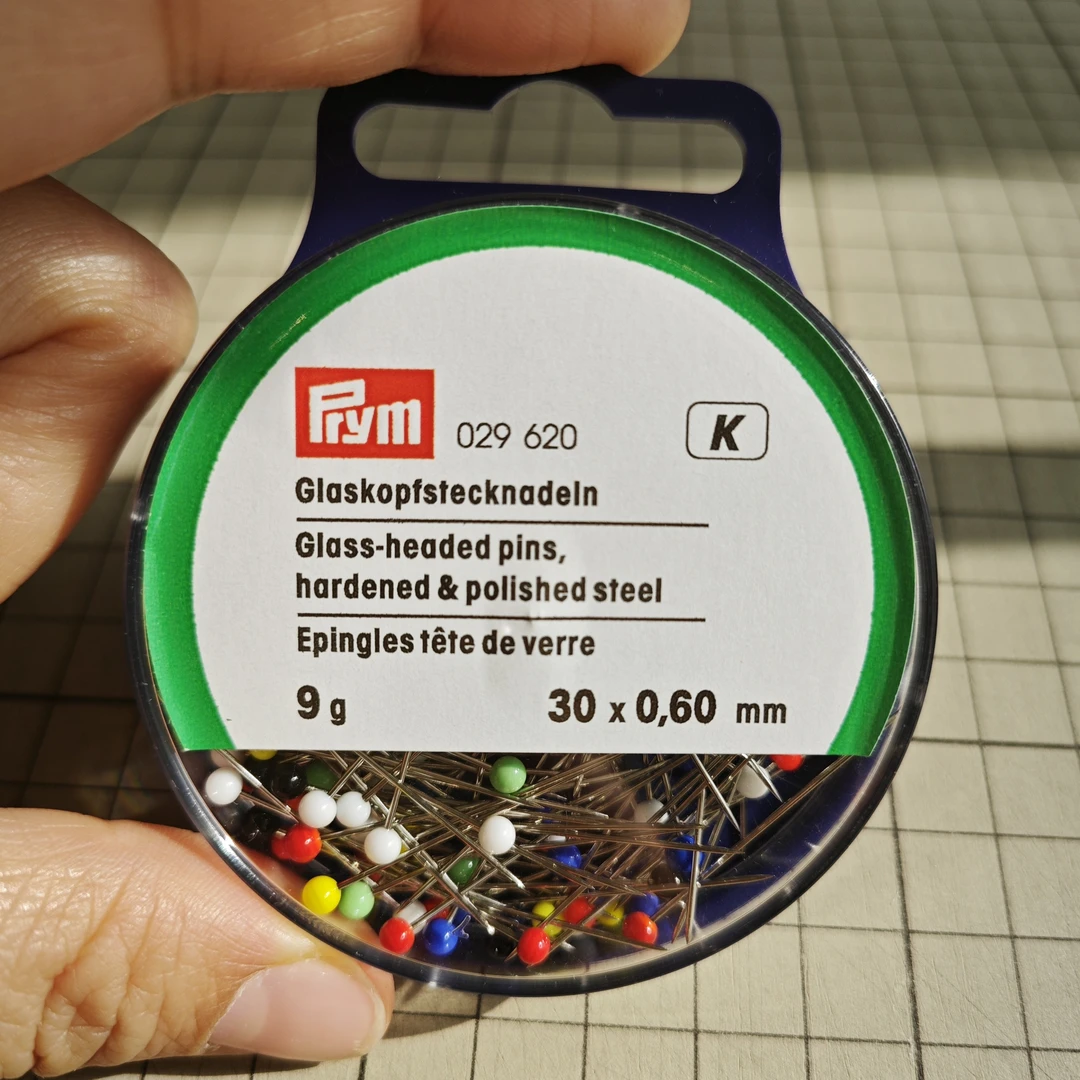 Prym 029 620 K
Glaskopfstecknadeln
Glass-headed pins,
hardened & polished steel
Epingles tête de verre
9 g 30 x 0,60 mm